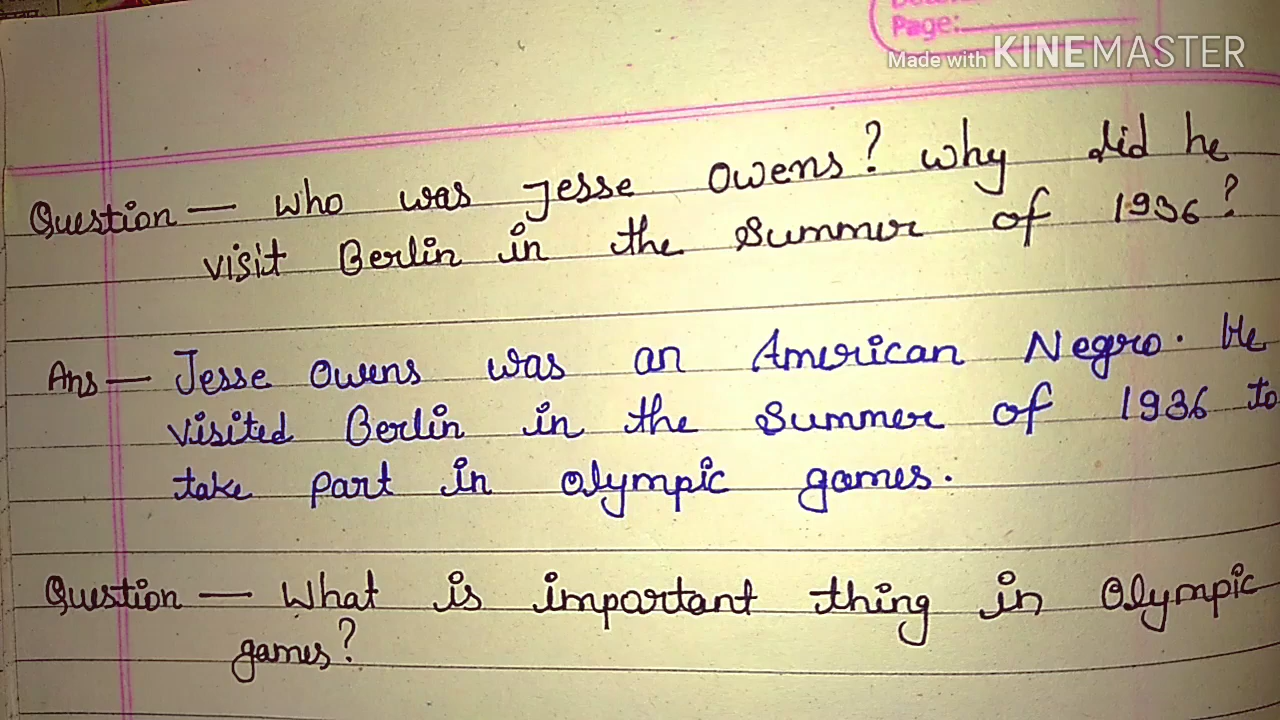 Page:
Made with KINEMASTER
Question — Who was Jesse Owens? Why did he
visit Berlin in the Summer of 1936?
Ans — Jesse Owens was an American Negro. He
visited Berlin in the Summer of 1936 to
take part in Olympic games.
Question — What is important thing in Olympic
games?